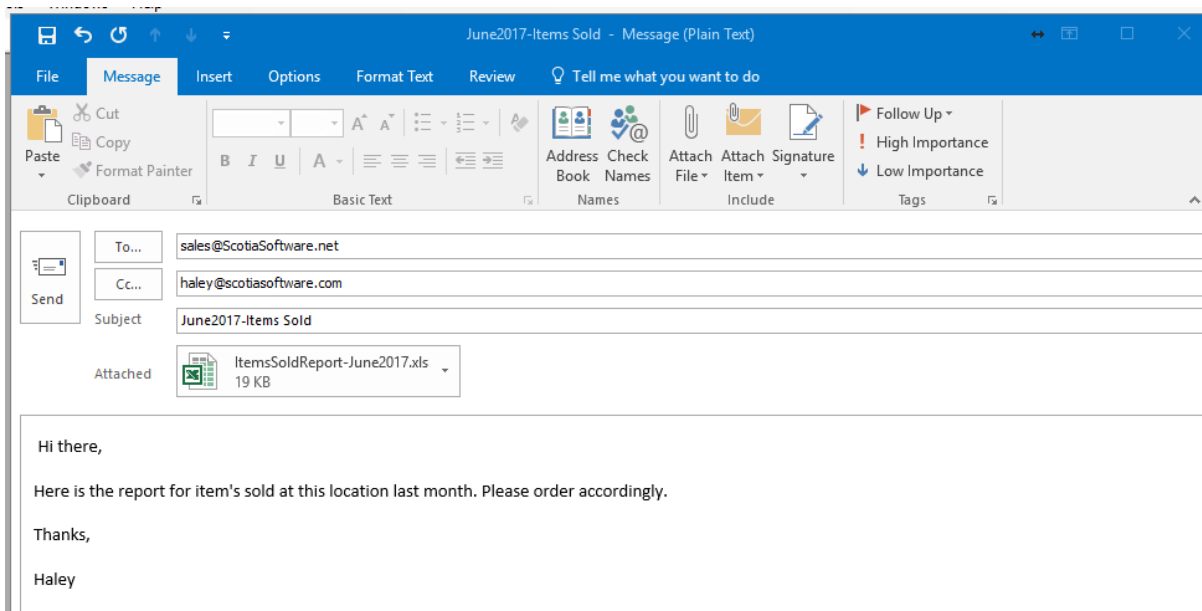 June2017-Items Sold - Message (Plain Text)
File Message Insert Options Format Text Review Tell me what you want to do
Paste
Cut
Copy
Format Painter
Clipboard
B I U A
Basic Text
Address Book
Check Names
Names
Attach File
Attach Item
Signature
Include
Follow Up
High Importance
Low Importance
Tags
Send
To... sales@ScotiaSoftware.net
Cc... haley@scotiasoftware.com
Subject June2017-Items Sold
Attached ItemsSoldReport-June2017.xls
19 KB
Hi there,
Here is the report for item's sold at this location last month. Please order accordingly.
Thanks,
Haley